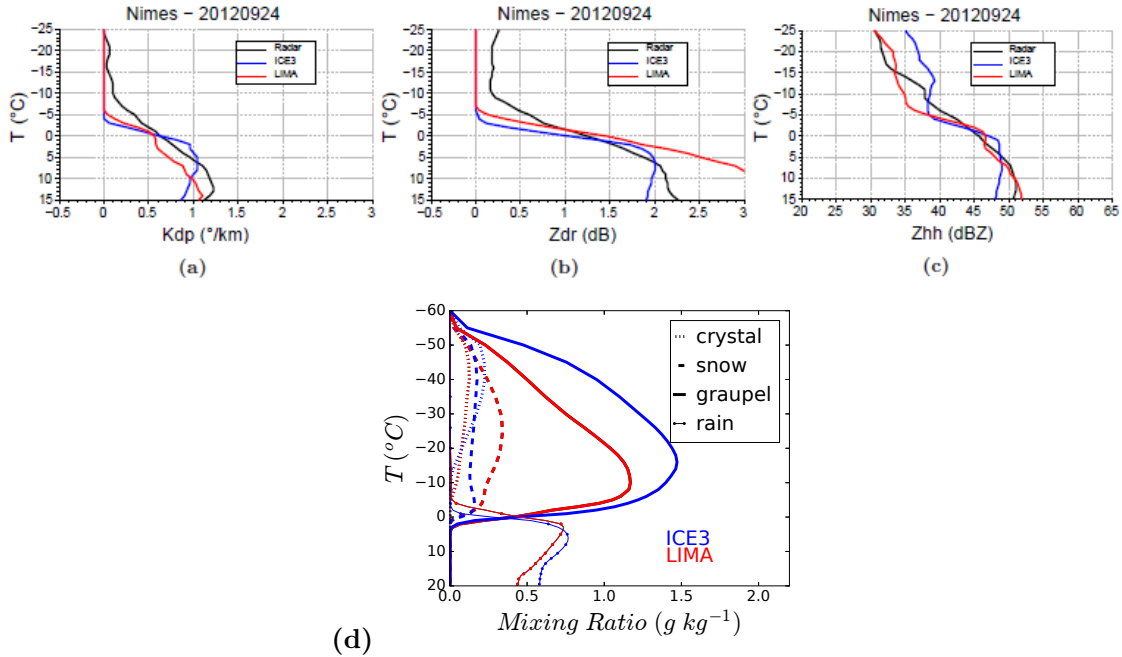 Nimes − 20120924
−25
−20
−15
−10
−5
0
5
10
15
T (°C)
Radar
ICE3
LIMA
−0.5 0 0.5 1 1.5 2 2.5 3
Kdp (°/km)
(a)
Nimes − 20120924
−25
−20
−15
−10
−5
0
5
10
15
T (°C)
Radar
ICE3
LIMA
−0.5 0 0.5 1 1.5 2 2.5 3
Zdr (dB)
(b)
Nimes − 20120924
−25
−20
−15
−10
−5
0
5
10
15
T (°C)
Radar
ICE3
LIMA
20 25 30 35 40 45 50 55 60 65
Zhh (dBZ)
(c)
−60
−50
−40
−30
−20
−10
0
10
20
T (°C)
crystal
snow
graupel
rain
ICE3
LIMA
0.0 0.5 1.0 1.5 2.0
Mixing Ratio (g kg⁻¹)
(d)